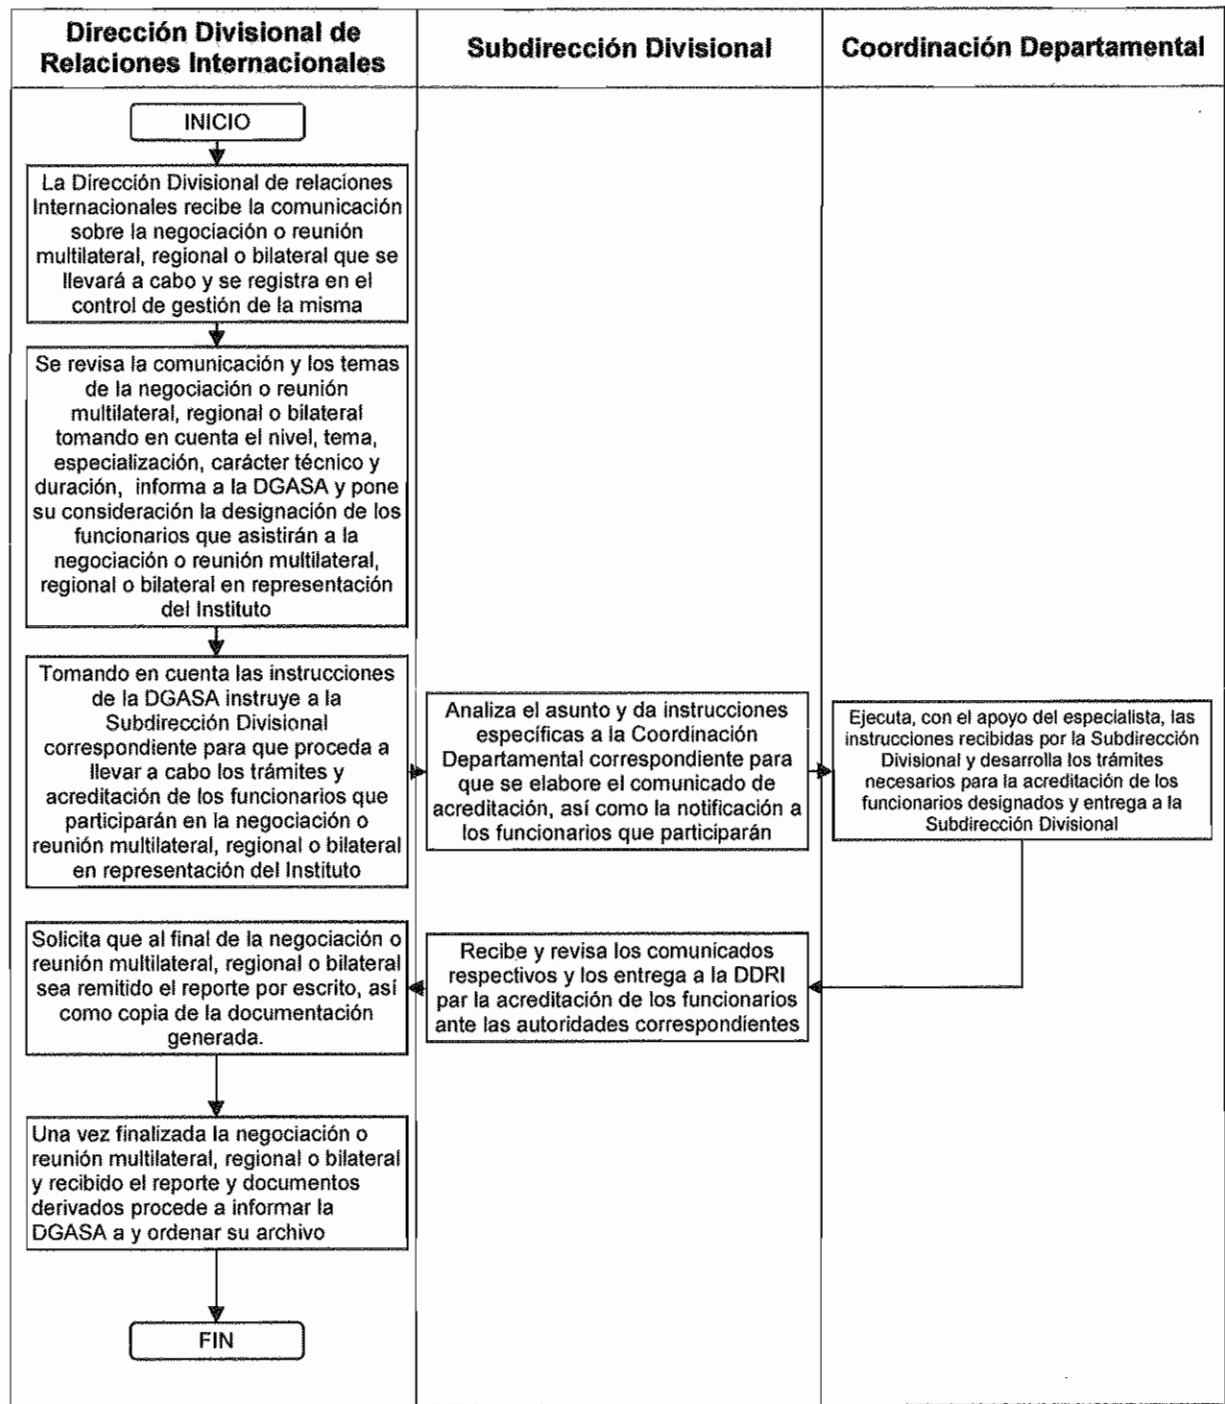 Dirección Divisional de
Relaciones Internacionales
Subdirección Divisional
Coordinación Departamental
INICIO
La Dirección Divisional de relaciones
Internacionales recibe la comunicación
sobre la negociación o reunión
multilateral, regional o bilateral que se
llevará a cabo y se registra en el
control de gestión de la misma
Se revisa la comunicación y los temas
de la negociación o reunión
multilateral, regional o bilateral
tomando en cuenta el nivel, tema,
especialización, carácter técnico y
duración, informa a la DGASA y pone
su consideración la designación de los
funcionarios que asistirán a la
negociación o reunión multilateral,
regional o bilateral en representación
del Instituto
Tomando en cuenta las instrucciones
de la DGASA instruye a la
Subdirección Divisional
correspondiente para que proceda a
llevar a cabo los trámites y
acreditación de los funcionarios que
participarán en la negociación o
reunión multilateral, regional o bilateral
en representación del Instituto
Analiza el asunto y da instrucciones
específicas a la Coordinación
Departamental correspondiente para
que se elabore el comunicado de
acreditación, así como la notificación a
los funcionarios que participarán
Ejecuta, con el apoyo del especialista, las
instrucciones recibidas por la Subdirección
Divisional y desarrolla los trámites
necesarios para la acreditación de los
funcionarios designados y entrega a la
Subdirección Divisional
Recibe y revisa los comunicados
respectivos y los entrega a la DDRI
par la acreditación de los funcionarios
ante las autoridades correspondientes
Solicita que al final de la negociación o
reunión multilateral, regional o bilateral
sea remitido el reporte por escrito, así
como copia de la documentación
generada.
Una vez finalizada la negociación o
reunión multilateral, regional o bilateral
y recibido el reporte y documentos
derivados procede a informar la
DGASA a y ordenar su archivo
FIN